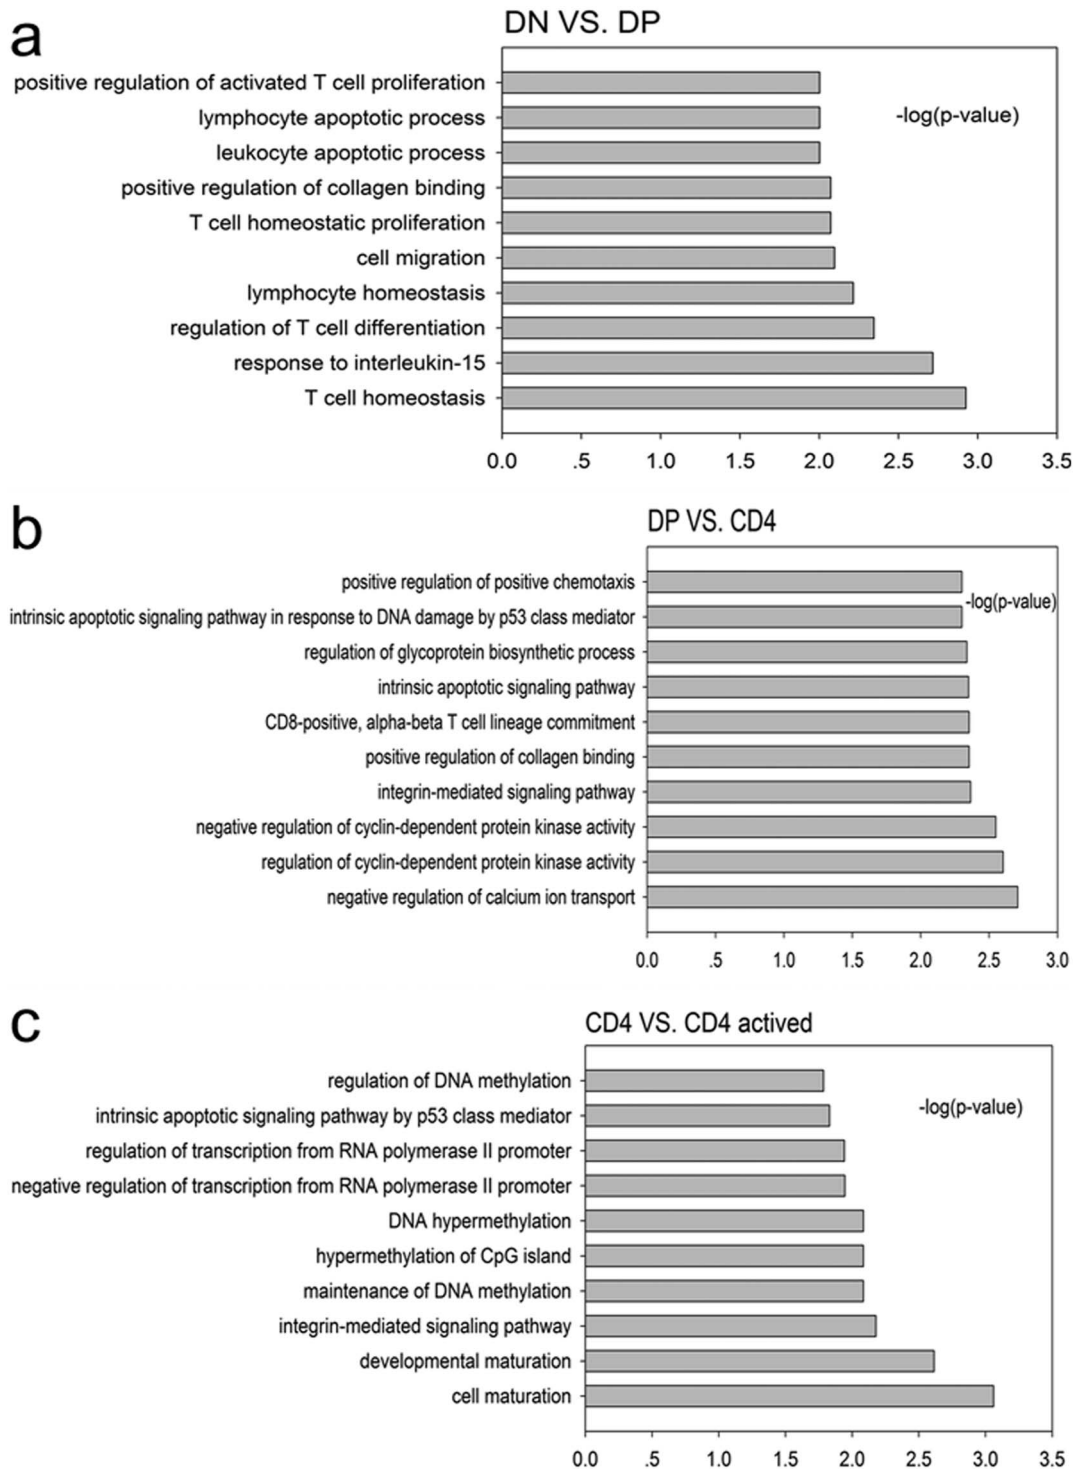 a
DN VS. DP
positive regulation of activated T cell proliferation
lymphocyte apoptotic process
-log(p-value)
leukocyte apoptotic process
positive regulation of collagen binding
T cell homeostatic proliferation
cell migration
lymphocyte homeostasis
regulation of T cell differentiation
response to interleukin-15
T cell homeostasis
0.0 .5 1.0 1.5 2.0 2.5 3.0 3.5
b
DP VS. CD4
positive regulation of positive chemotaxis
-log(p-value)
intrinsic apoptotic signaling pathway in response to DNA damage by p53 class mediator
regulation of glycoprotein biosynthetic process
intrinsic apoptotic signaling pathway
CD8-positive, alpha-beta T cell lineage commitment
positive regulation of collagen binding
integrin-mediated signaling pathway
negative regulation of cyclin-dependent protein kinase activity
regulation of cyclin-dependent protein kinase activity
negative regulation of calcium ion transport
0.0 .5 1.0 1.5 2.0 2.5 3.0
c
CD4 VS. CD4 actived
regulation of DNA methylation
-log(p-value)
intrinsic apoptotic signaling pathway by p53 class mediator
regulation of transcription from RNA polymerase II promoter
negative regulation of transcription from RNA polymerase II promoter
DNA hypermethylation
hypermethylation of CpG island
maintenance of DNA methylation
integrin-mediated signaling pathway
developmental maturation
cell maturation
0.0 .5 1.0 1.5 2.0 2.5 3.0 3.5